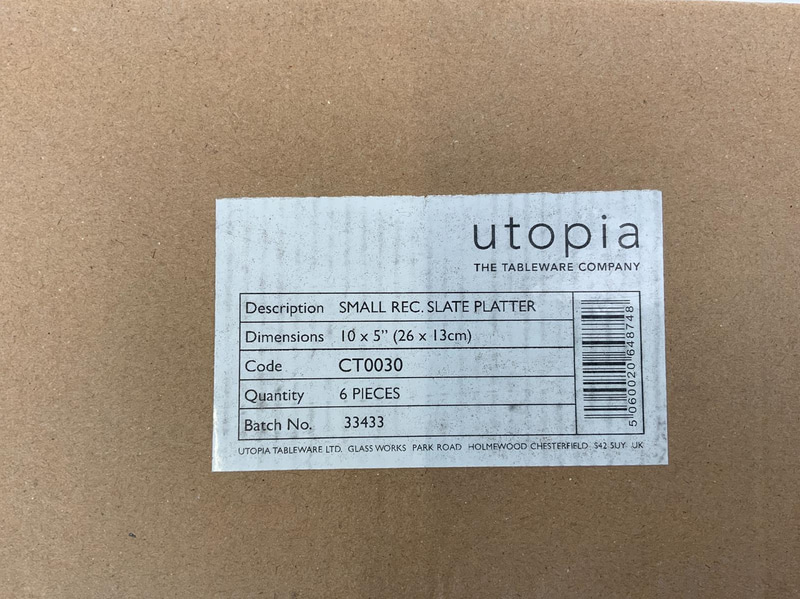 utopia
THE TABLEWARE COMPANY
Description SMALL REC. SLATE PLATTER
Dimensions 10 x 5” (26 x 13cm)
Code CT0030
Quantity 6 PIECES
Batch No. 33433
5 060020 648748
UTOPIA TABLEWARE LTD. GLASS WORKS PARK ROAD HOLMEWOOD CHESTERFIELD S42 5UY UK